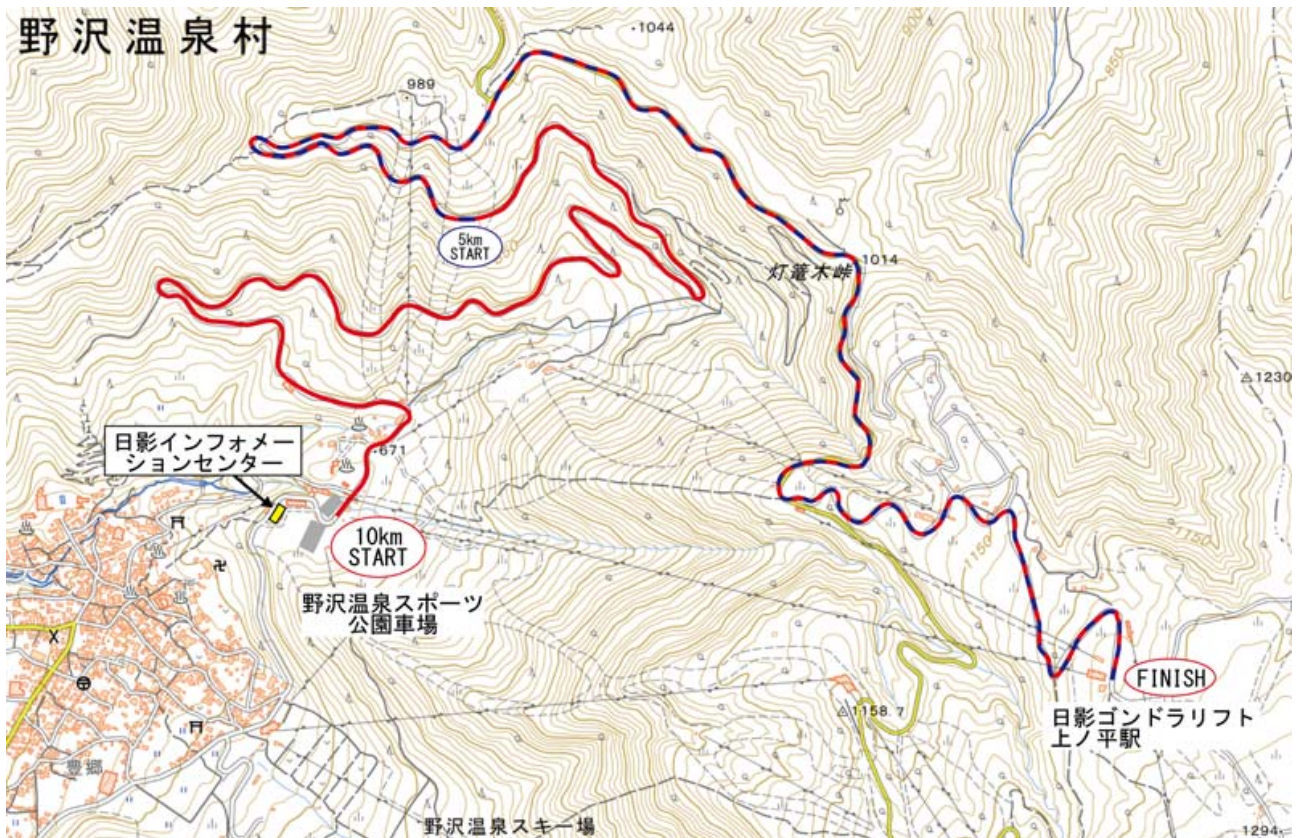 野沢温泉村
1044
989
900
850
5km
START
灯篭木峠
1014
1230
日影インフォメー
ションセンター
671
10km
START
野沢温泉スポーツ
公園車場
1150
1150
FINISH
日影ゴンドラリフト
上ノ平駅
1158.7
豊郷
野沢温泉スキー場
1294